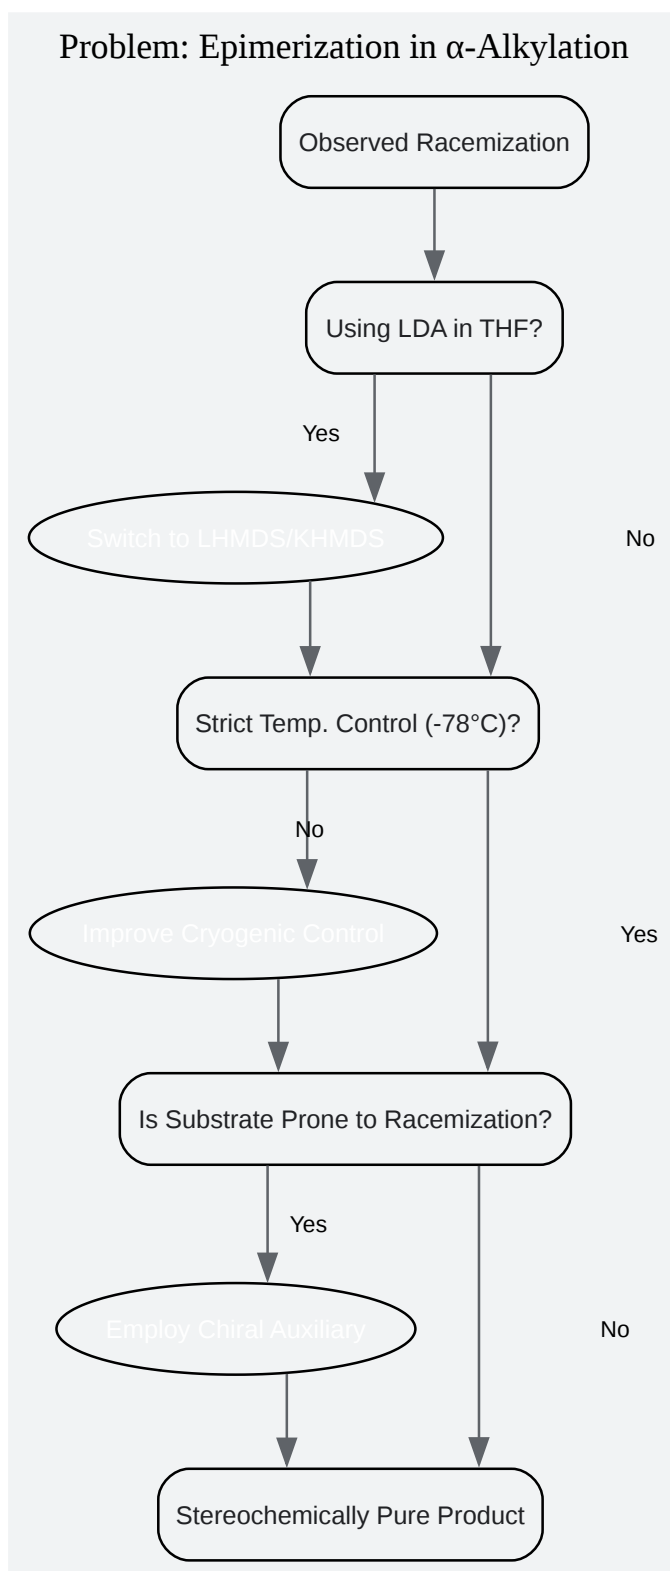 Problem: Epimerization in α-Alkylation
Observed Racemization
Using LDA in THF?
Yes
Switch to LHMDS/KHMDS
No
Strict Temp. Control (-78°C)?
No
Improve Cryogenic Control
Yes
Is Substrate Prone to Racemization?
Yes
Employ Chiral Auxiliary
No
Stereochemically Pure Product